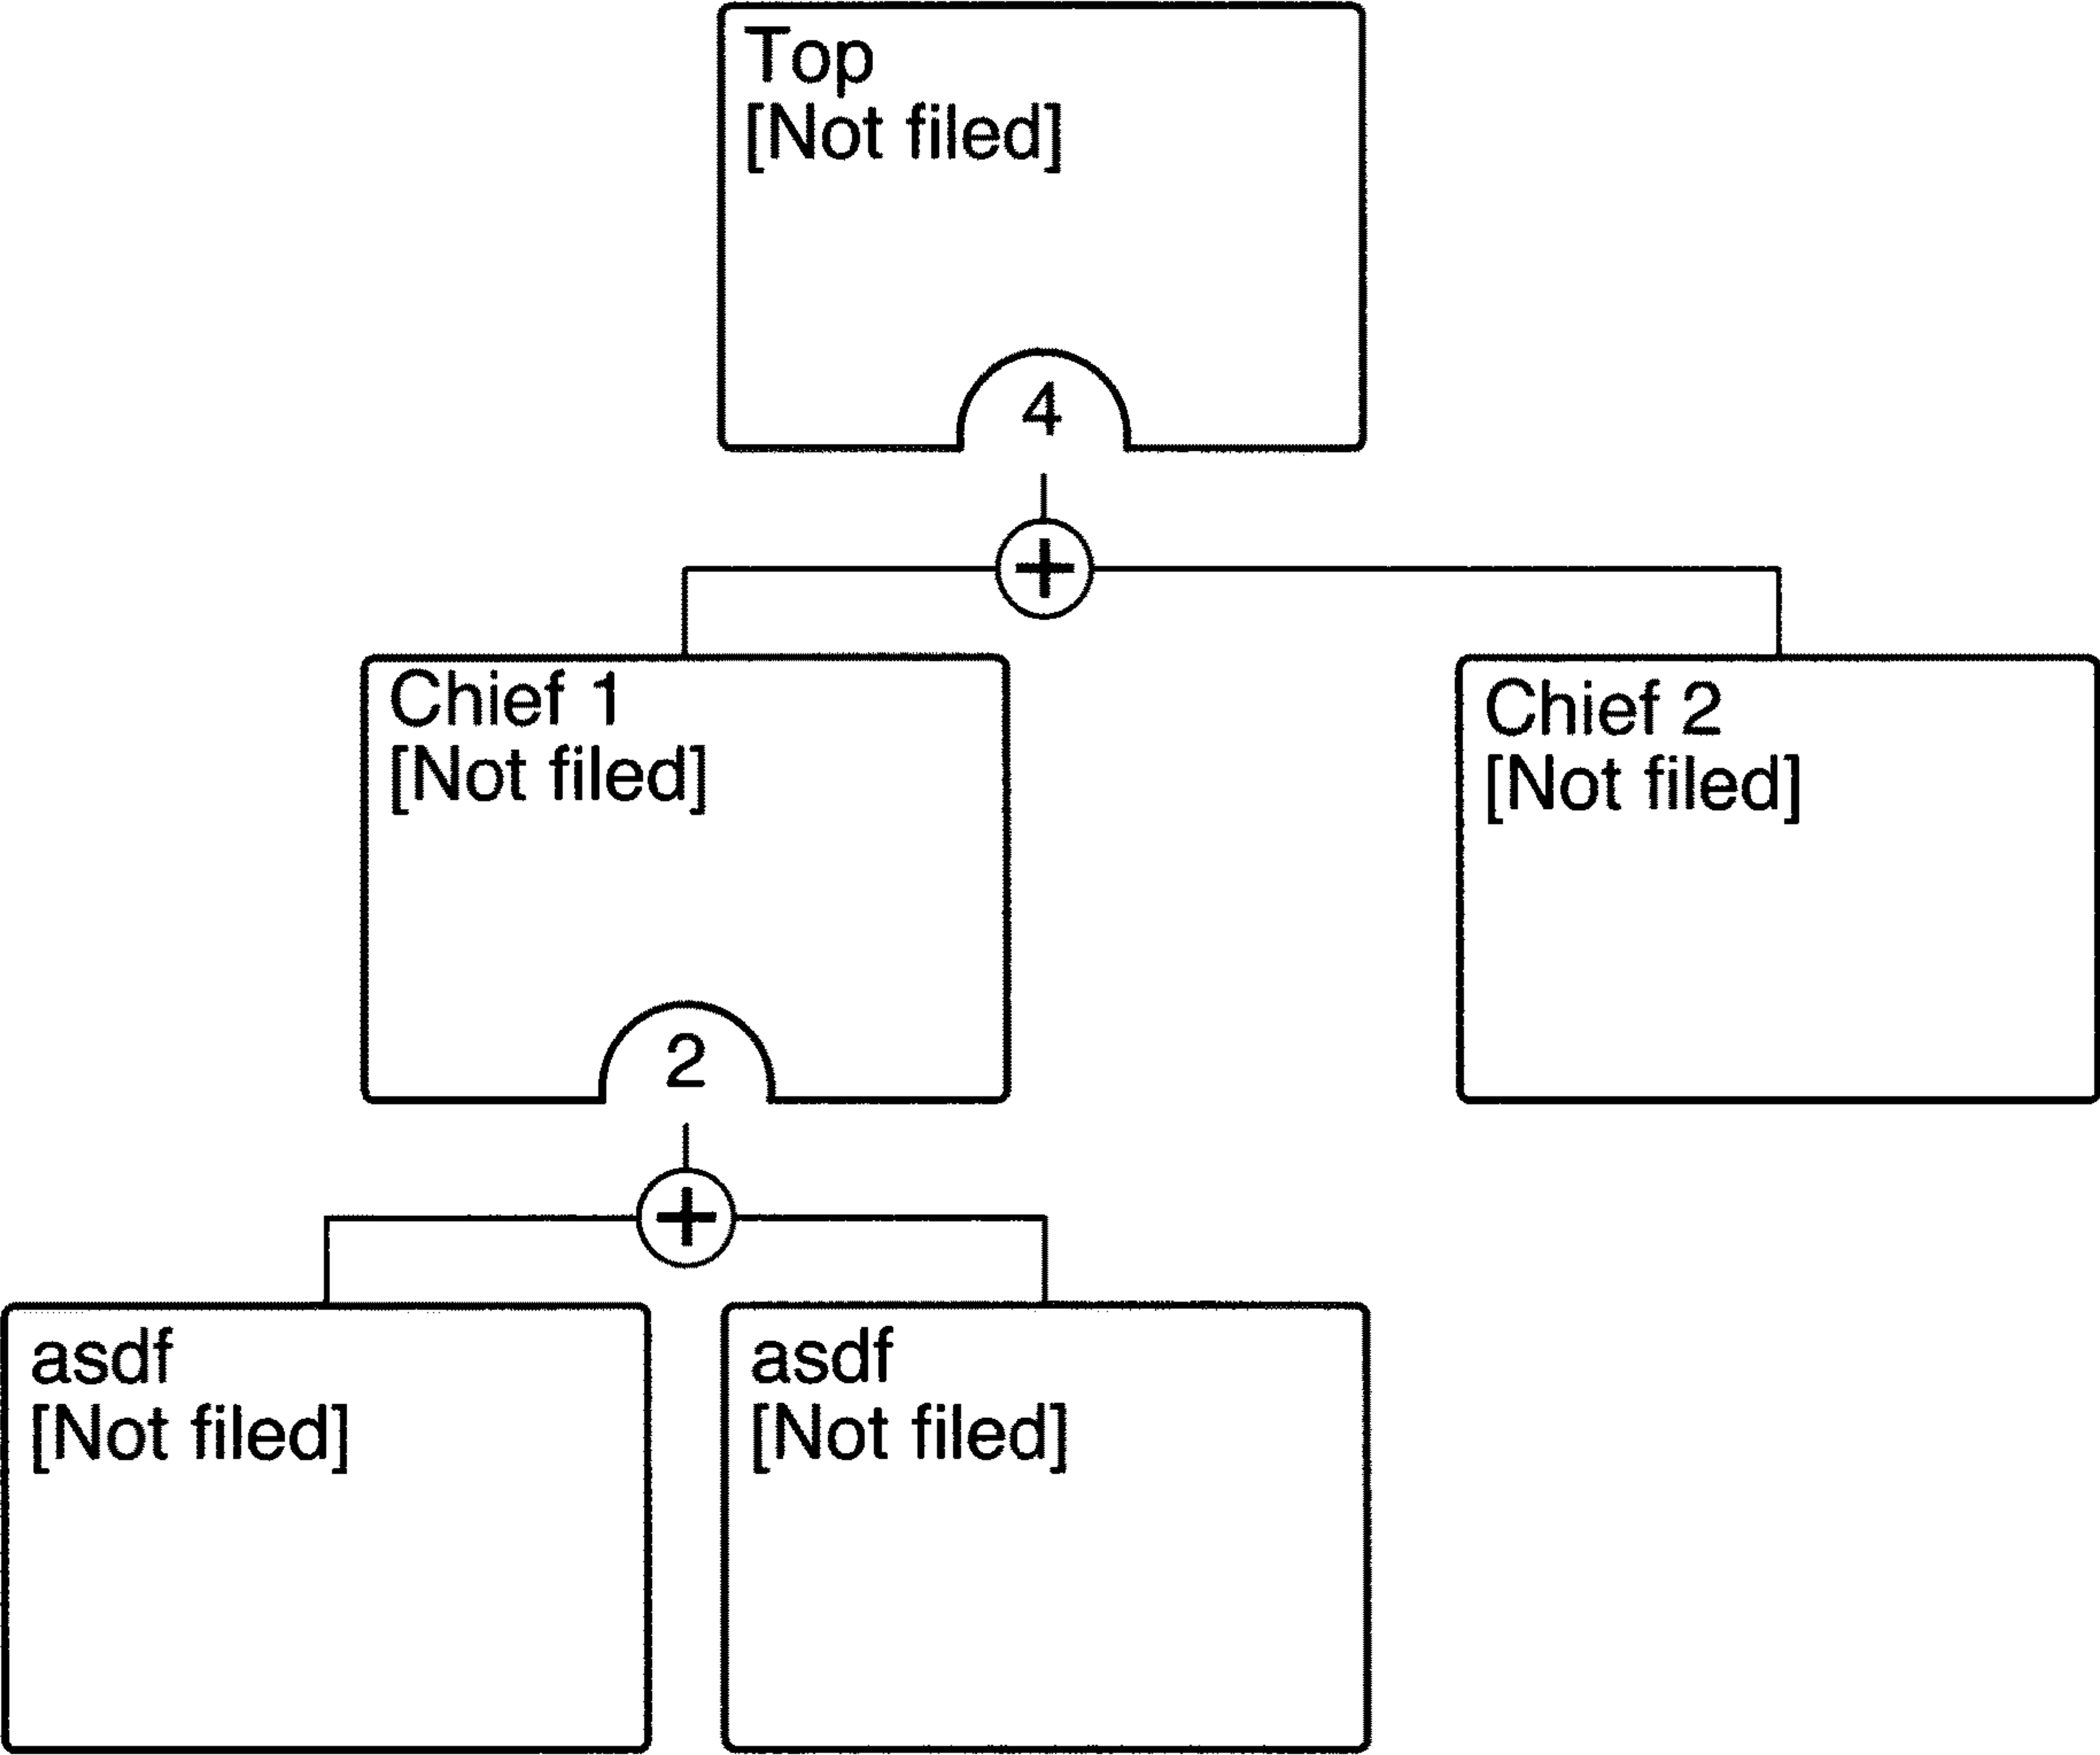 Top
[Not filed]
4
+
Chief 1
[Not filed]
2
Chief 2
[Not filed]
+
asdf
[Not filed]
asdf
[Not filed]